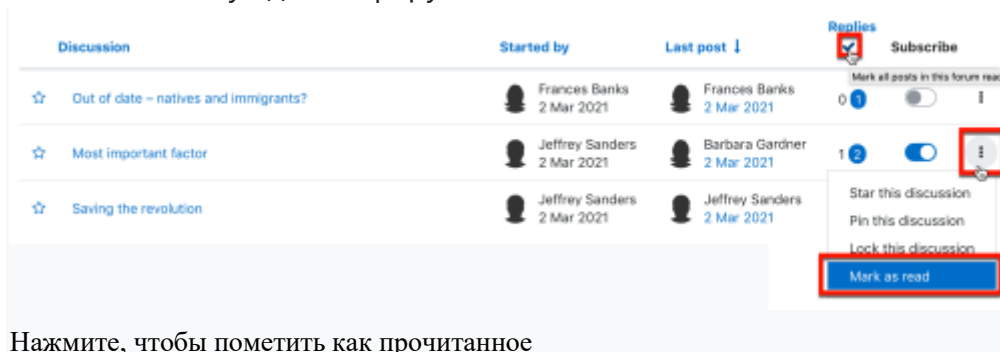 Replies
Discussion Started by Last post ↓ Subscribe
Mark all posts in this forum read
Out of date – natives and immigrants? Frances Banks Frances Banks 0 1
2 Mar 2021 2 Mar 2021
Most important factor Jeffrey Sanders Barbara Gardner 1 2
2 Mar 2021 2 Mar 2021
Saving the revolution Jeffrey Sanders Jeffrey Sanders
2 Mar 2021 2 Mar 2021
Star this discussion
Pin this discussion
Lock this discussion
Mark as read
Нажмите, чтобы пометить как прочитанное